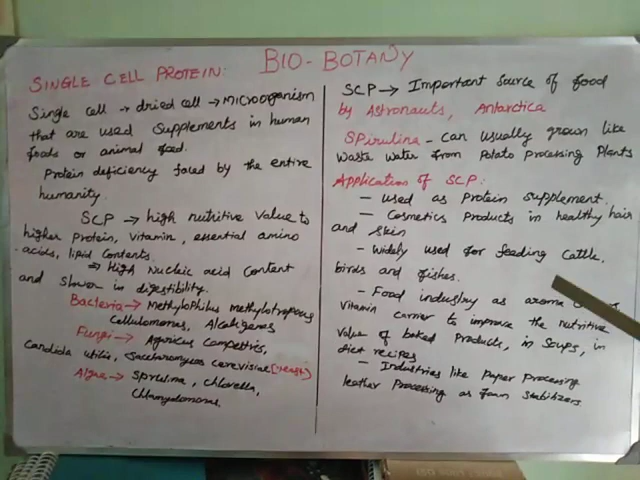 BIO-BOTANY
SINGLE CELL PROTEIN:
Single cell → dried cell → microorganism
that are used Supplements in human
foods or animal feed.
Protein deficiency faced by the entire
humanity.
SCP → high nutritive value to
higher Protein, vitamin, essential amino
acids, lipid contents.
⇒ High Nucleic acid Content
and slower in digestibility.
Bacteria → Methylophilus methylotropous
Cellulomonas, Alcaligenes
Fungi → Agaricus Campestris,
Candida utilis, Saccharomyces cerevisiae (yeast)
Algae → Spirulina, Chlorella,
Chlamydomonas.
SCP → Important Source of food
by Astronauts, Antarctica
SPirulina - Can usually grown like
Waste water from Potato processing Plants
Application of SCP:
- used as Protein supplement.
- Cosmetics Products in healthy hair
and skin
- Widely used for feeding Cattle,
birds and fishes.
- Food industry as aroma
vitamin Carrier to improve the nutritive
value of baked Products, in Soups, in
diet recipes
- Industries like Paper Processing
leather Processing as foam Stabilizers